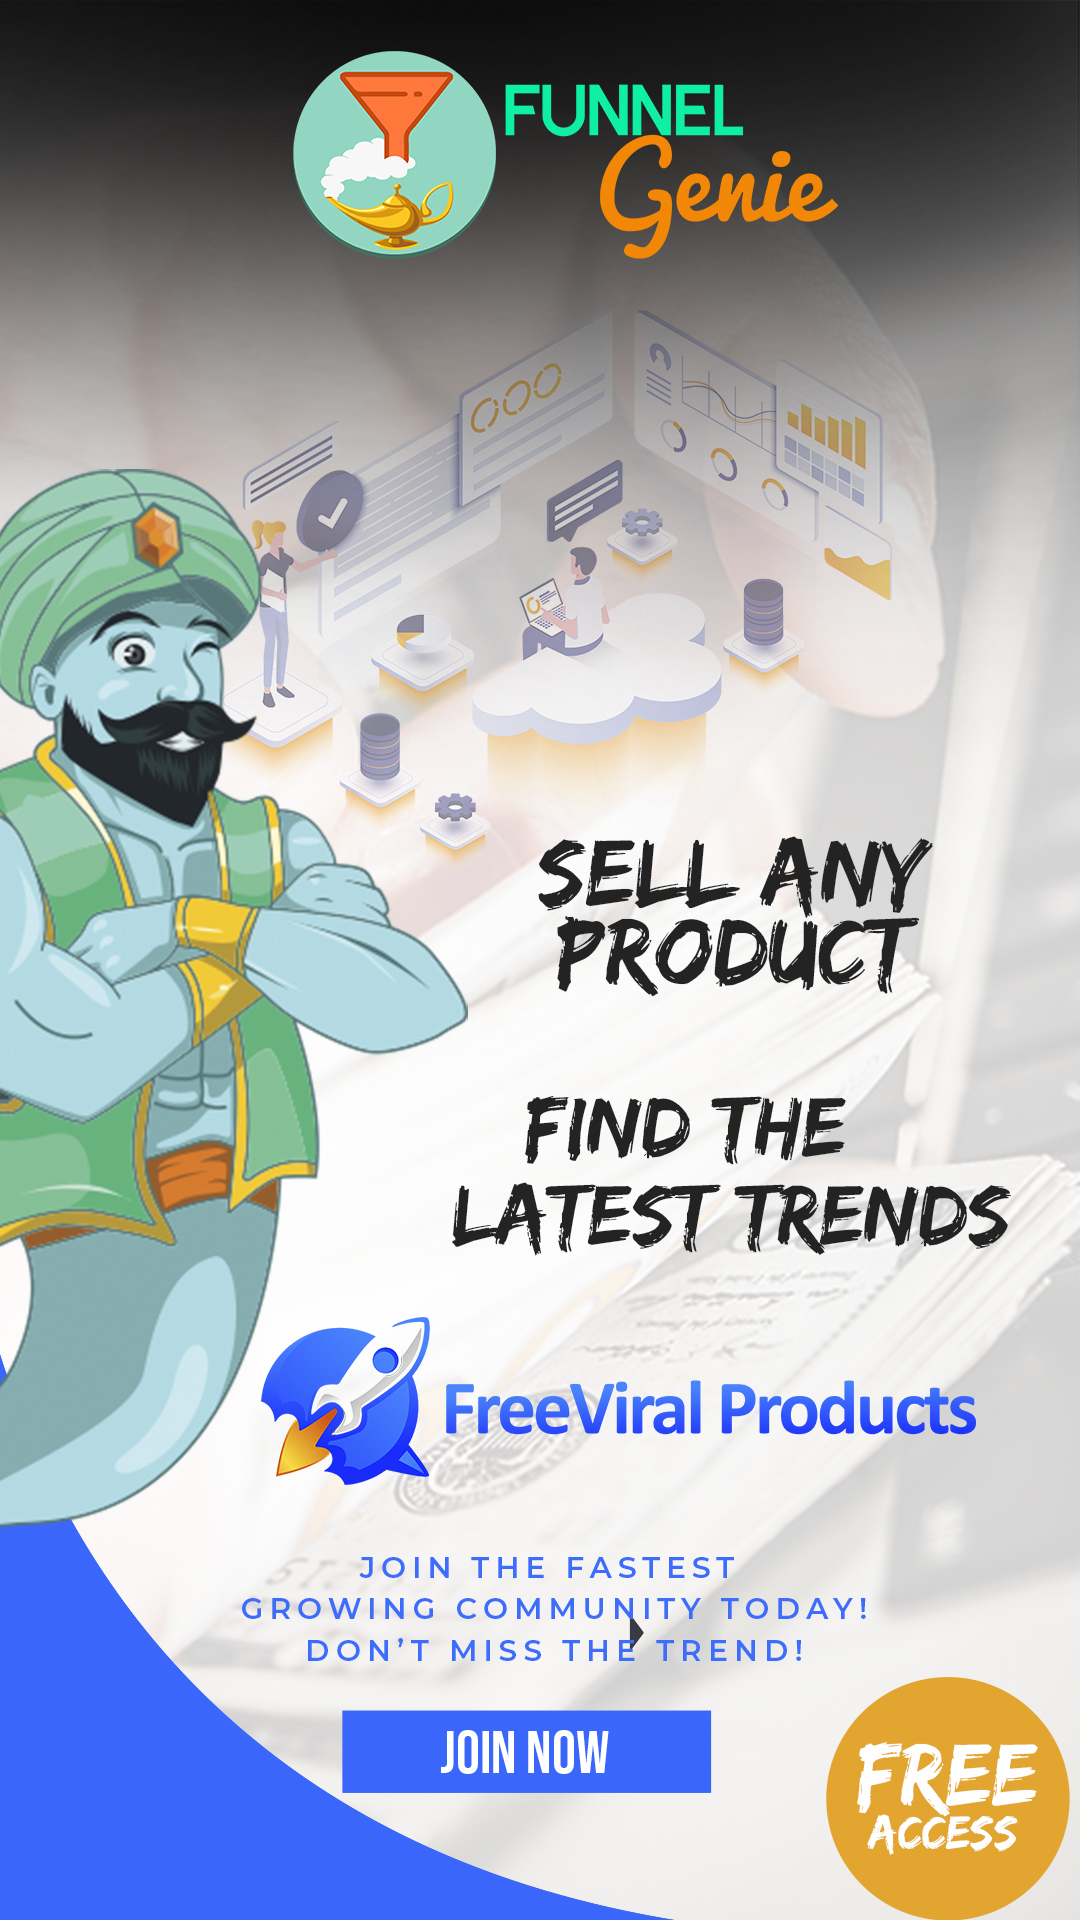 FUNNEL
Genie
SELL ANY
PRODUCT
FIND THE
LATEST TRENDS
FreeViral Products
JOIN THE FASTEST
GROWING COMMUNITY TODAY!
DON'T MISS THE TREND!
JOIN NOW
FREE
ACCESS